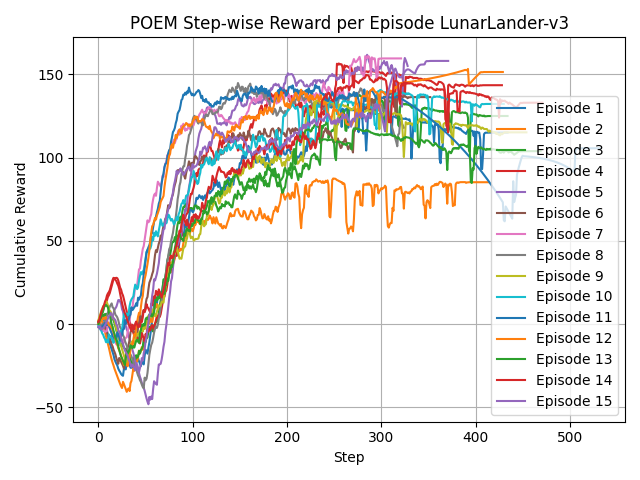 POEM Step-wise Reward per Episode LunarLander-v3
Cumulative Reward
150
100
50
0
−50
0 100 200 300 400 500
Step
Episode 1
Episode 2
Episode 3
Episode 4
Episode 5
Episode 6
Episode 7
Episode 8
Episode 9
Episode 10
Episode 11
Episode 12
Episode 13
Episode 14
Episode 15